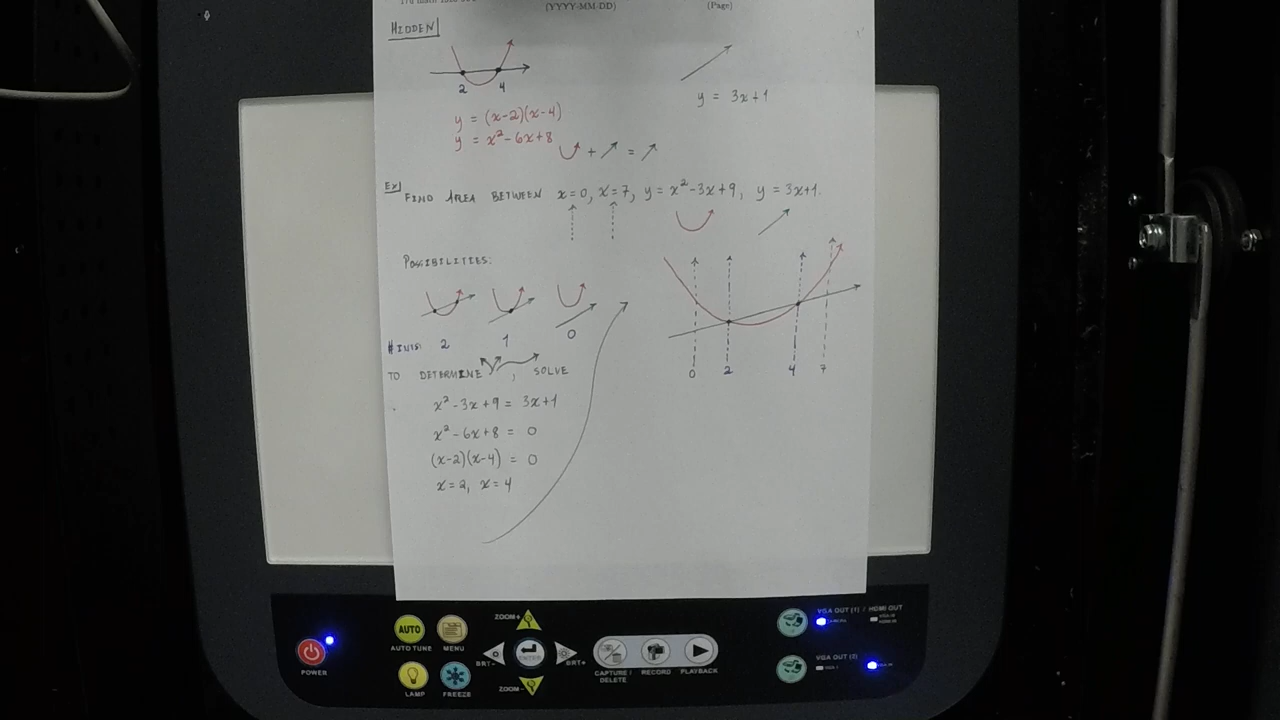 (YYYY-MM-DD) (Page)
HIDDEN
2 4
y = 3x+1
y = (x-2)(x-4)
y = x²-6x+8
+ =
EX FIND AREA BETWEEN x=0, x=7, y=x²-3x+9, y=3x+1.
POSSIBILITIES:
# INTS: 2 1 0
0 2 4 7
TO DETERMINE , SOLVE
x²-3x+9 = 3x+1
x²-6x+8 = 0
(x-2)(x-4) = 0
x=2, x=4
POWER
AUTO
AUTO TUNE
MENU
LAMP
FREEZE
ZOOM+
BRT-
ENTER
BRT+
ZOOM-
CAPTURE / DELETE
RECORD
PLAYBACK
VGA OUT (1) / HDMI OUT
VGA OUT (2)